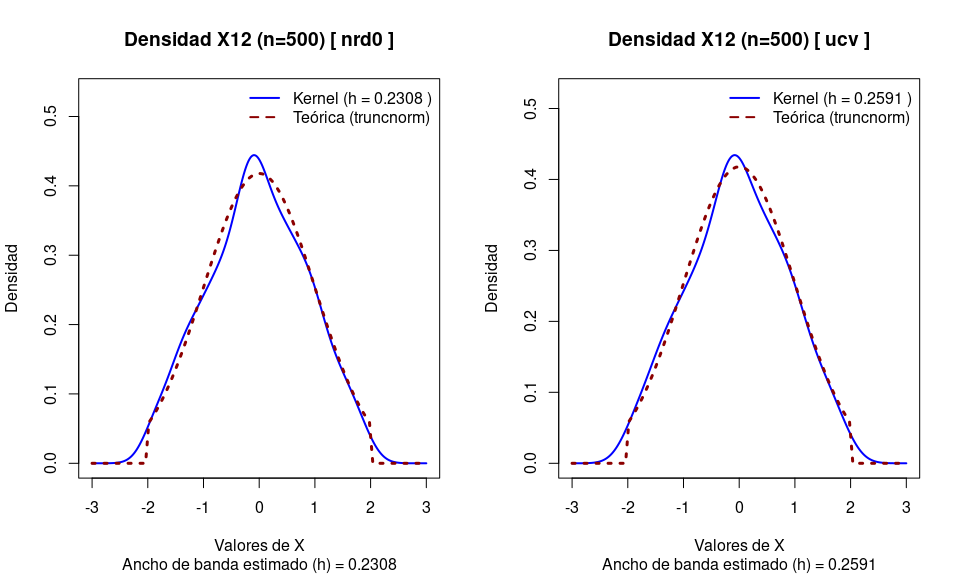 Densidad X12 (n=500) [ nrd0 ]
Kernel (h = 0.2308 )
Teórica (truncnorm)
Densidad
0.0
0.1
0.2
0.3
0.4
0.5
-3 -2 -1 0 1 2 3
Valores de X
Ancho de banda estimado (h) = 0.2308
Densidad X12 (n=500) [ ucv ]
Kernel (h = 0.2591 )
Teórica (truncnorm)
Densidad
0.0
0.1
0.2
0.3
0.4
0.5
-3 -2 -1 0 1 2 3
Valores de X
Ancho de banda estimado (h) = 0.2591